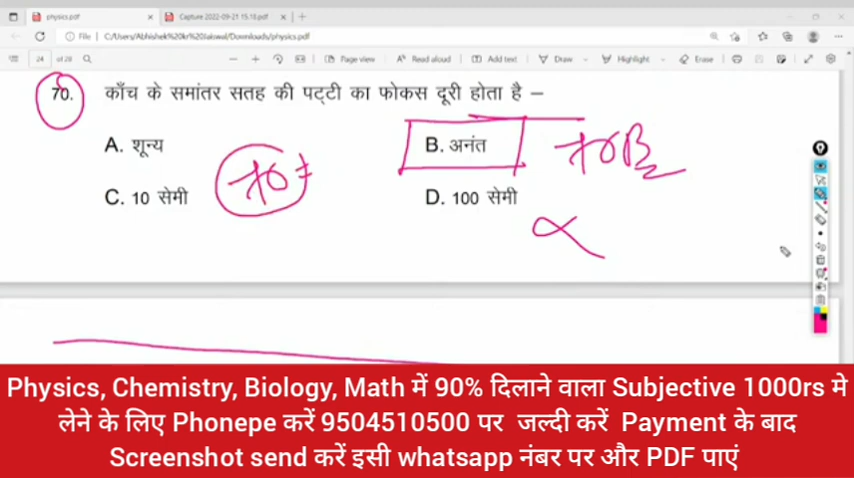 physics.pdf
Capture 2022-09-21 15.18.pdf
File | C:/Users/Abhishek%20kr%20Jaiswal/Downloads/physics.pdf
24 of 28
Page view
Read aloud
Add text
Draw
Highlight
Erase
70. काँच के समांतर सतह की पट्टी का फोकस दूरी होता है –
A. शून्य
B. अनंत
70B
70
C. 10 सेमी
D. 100 सेमी
Physics, Chemistry, Biology, Math में 90% दिलाने वाला Subjective 1000rs मे
लेने के लिए Phonepe करें 9504510500 पर जल्दी करें Payment के बाद
Screenshot send करें इसी whatsapp नंबर पर और PDF पाएं